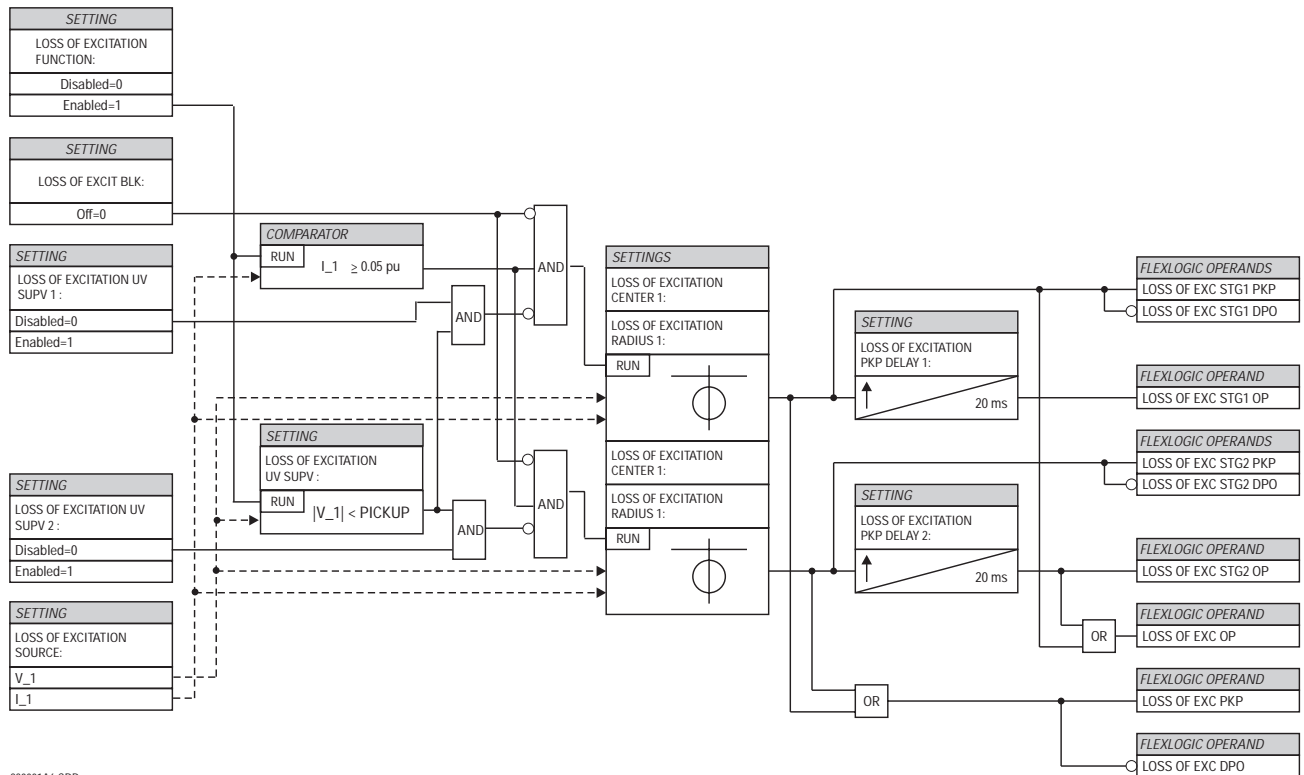 SETTING
LOSS OF EXCITATION
FUNCTION:
Disabled=0
Enabled=1
SETTING
LOSS OF EXCIT BLK:
Off=0
SETTING
LOSS OF EXCITATION UV
SUPV 1 :
Disabled=0
Enabled=1
SETTING
LOSS OF EXCITATION UV
SUPV 2 :
Disabled=0
Enabled=1
SETTING
LOSS OF EXCITATION
SOURCE:
V_1
I_1
COMPARATOR
RUN
I_1 ≥ 0.05 pu
SETTING
LOSS OF EXCITATION
UV SUPV :
RUN
|V_1| < PICKUP
AND
AND
AND
AND
SETTINGS
LOSS OF EXCITATION
CENTER 1:
LOSS OF EXCITATION
RADIUS 1:
RUN
LOSS OF EXCITATION
CENTER 1:
LOSS OF EXCITATION
RADIUS 1:
RUN
SETTING
LOSS OF EXCITATION
PKP DELAY 1:
20 ms
SETTING
LOSS OF EXCITATION
PKP DELAY 2:
20 ms
OR
OR
FLEXLOGIC OPERANDS
LOSS OF EXC STG1 PKP
LOSS OF EXC STG1 DPO
FLEXLOGIC OPERAND
LOSS OF EXC STG1 OP
FLEXLOGIC OPERANDS
LOSS OF EXC STG2 PKP
LOSS OF EXC STG2 DPO
FLEXLOGIC OPERAND
LOSS OF EXC STG2 OP
FLEXLOGIC OPERAND
LOSS OF EXC OP
FLEXLOGIC OPERAND
LOSS OF EXC PKP
FLEXLOGIC OPERAND
LOSS OF EXC DPO